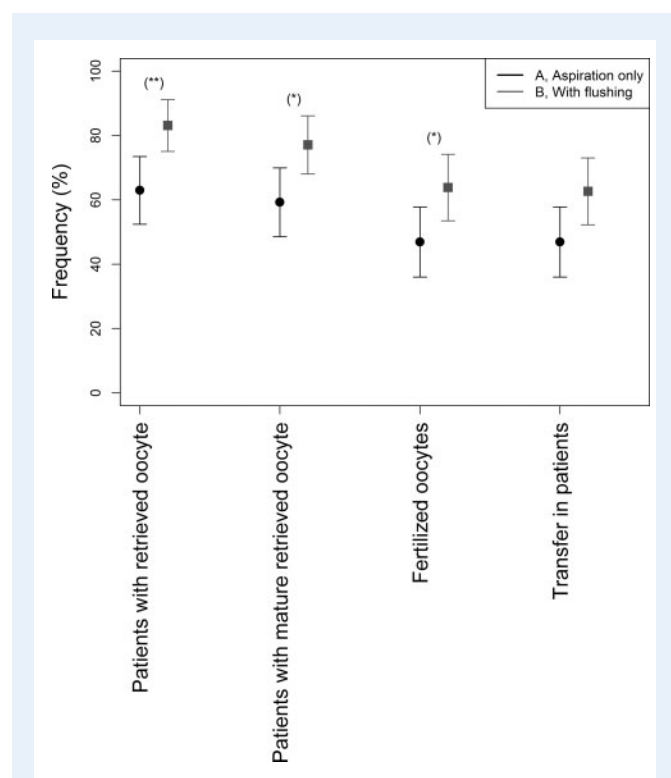 100
80
60
40
20
0
Frequency (%)
(**)
(*)
(*)
A, Aspiration only
B, With flushing
Patients with retrieved oocyte
Patients with mature retrieved oocyte
Fertilized oocytes
Transfer in patients